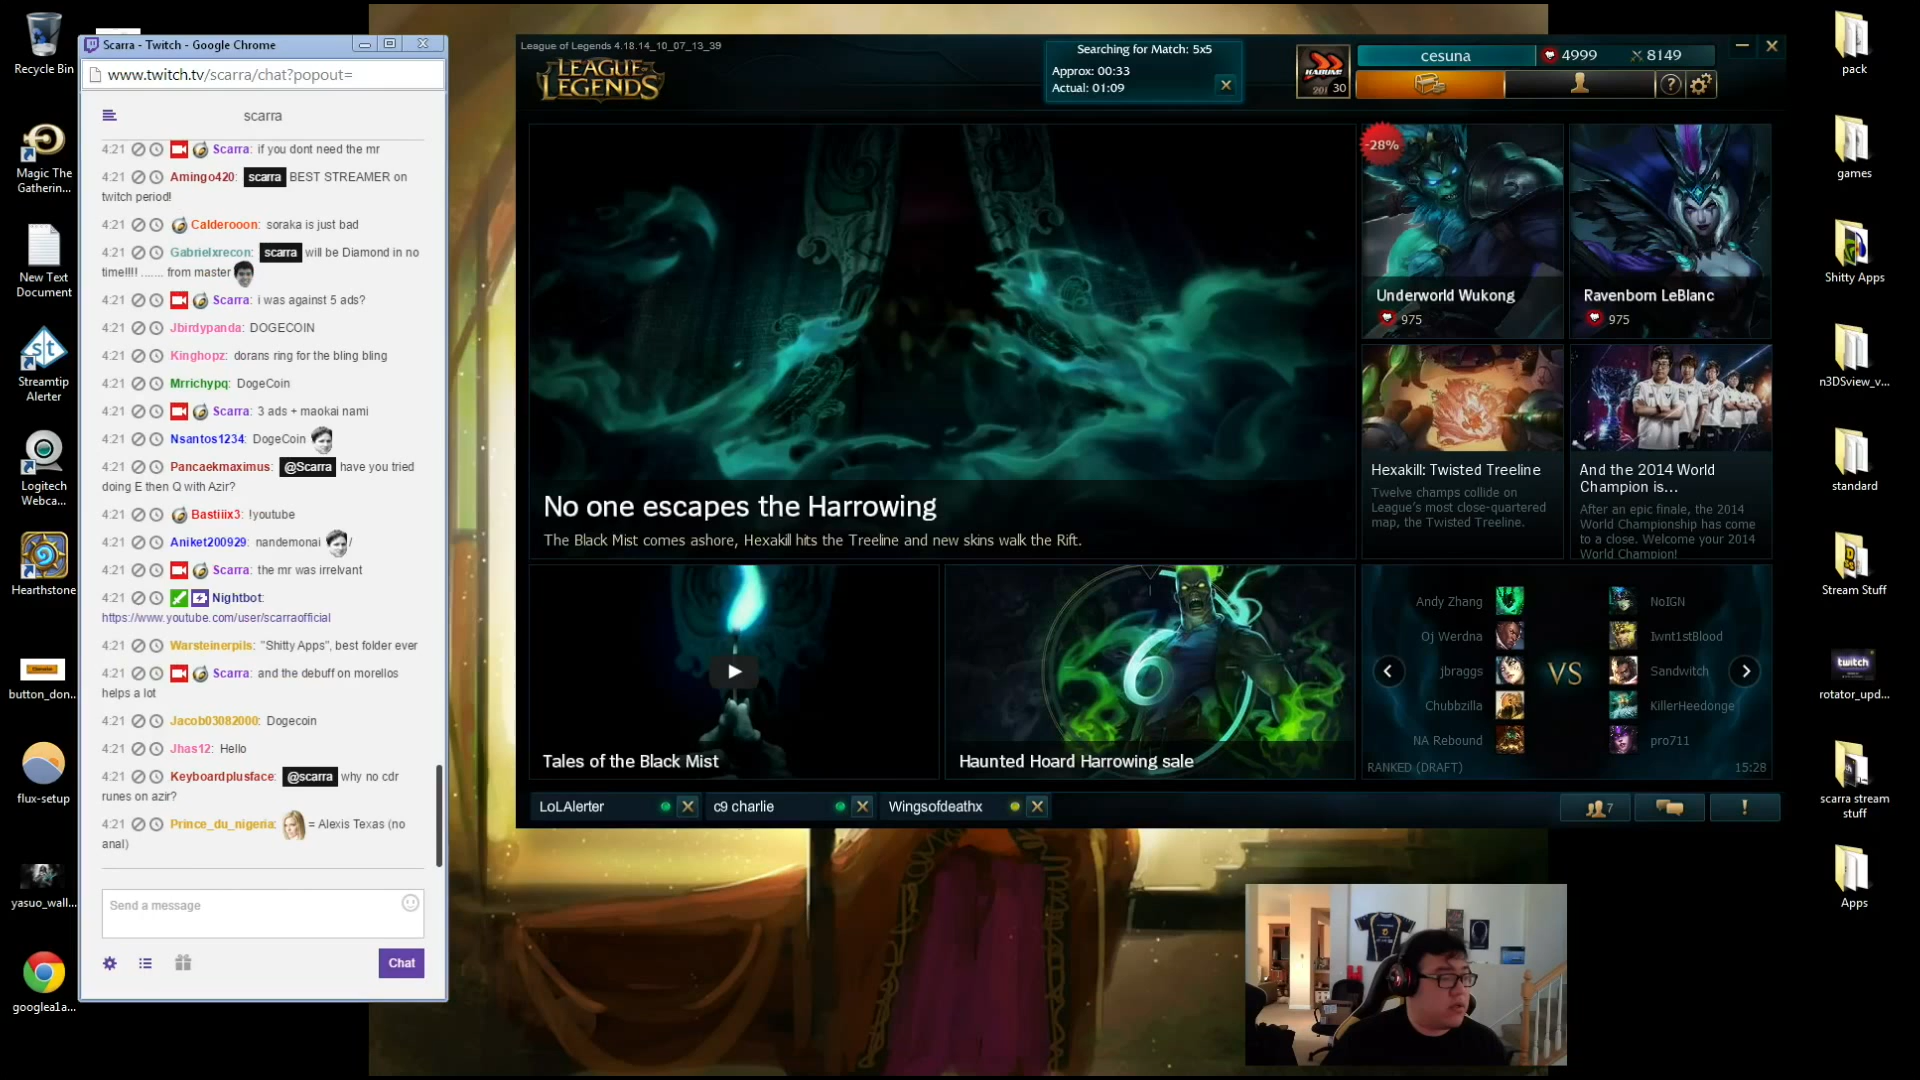 Recycle Bin
Magic The
Gatherin...
New Text
Document
Streamtip
Alerter
Logitech
Webca...
Hearthstone
button_don...
flux-setup
yasuo_wall...
googlea1a...
Scarra - Twitch - Google Chrome
www.twitch.tv/scarra/chat?popout=
scarra
4:21 Scarra: if you dont need the mr
4:21 Amingo420: scarra BEST STREAMER on
twitch period!
4:21 Calderooon: soraka is just bad
4:21 Gabrielxrecon: scarra will be Diamond in no
time!!!! ....... from master
4:21 Scarra: i was against 5 ads?
4:21 Jbirdypanda: DOGECOIN
4:21 Kinghopz: dorans ring for the bling bling
4:21 Mrrichypq: DogeCoin
4:21 Scarra: 3 ads + maokai nami
4:21 Nsantos1234: DogeCoin
4:21 Pancaekmaximus: @Scarra have you tried
doing E then Q with Azir?
4:21 Bastiiix3: !youtube
4:21 Aniket200929: nandemonai /
4:21 Scarra: the mr was irrelvant
4:21 Nightbot:
https://www.youtube.com/user/scarraofficial
4:21 Warsteinerpils: "Shitty Apps", best folder ever
4:21 Scarra: and the debuff on morellos
helps a lot
4:21 Jacob03082000: Dogecoin
4:21 Jhas12: Hello
4:21 Keyboardplusface: @scarra why no cdr
runes on azir?
4:21 Prince_du_nigeria: = Alexis Texas (no
anal)
Send a message
Chat
League of Legends 4.18.14_10_07_13_39
LEAGUE OF
LEGENDS
Searching for Match: 5x5
Approx: 00:33
Actual: 01:09
KABUM!
30
cesuna
4999
8149
?
No one escapes the Harrowing
The Black Mist comes ashore, Hexakill hits the Treeline and new skins walk the Rift.
-28%
Underworld Wukong
975
Ravenborn LeBlanc
975
Hexakill: Twisted Treeline
Twelve champs collide on
League's most close-quartered
map, the Twisted Treeline.
And the 2014 World
Champion is...
After an epic finale, the 2014
World Championship has come
to a close. Welcome your 2014
World Champion!
Tales of the Black Mist
6
Haunted Hoard Harrowing sale
Andy Zhang
Oj Werdna
jbraggs
Chubbzilla
NA Rebound
VS
NoIGN
Iwnt1stBlood
Sandwitch
KillerHeedonge
pro711
RANKED (DRAFT)
15:28
LoLAlerter
c9 charlie
Wingsofdeathx
7
!
pack
games
Shitty Apps
n3DSview_v...
standard
Stream Stuff
twitch
rotator_upd...
scarra stream
stuff
Apps